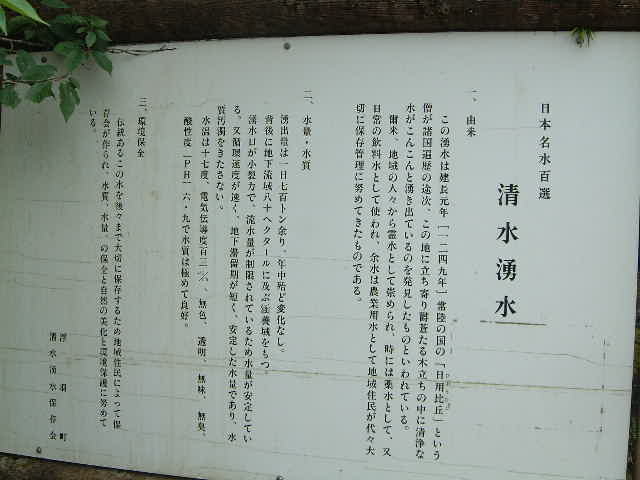 日本名水百選
清水湧水
一、由来
この湧水は建長元年［一二四九年］常陸の国の「日用比丘」という
僧が諸国遍歴の途次、この地に立ち寄り欝蒼たる木立ちの中に清浄な
水がこんこんと湧き出ているのを発見したものといわれている。
爾来、地域の人々から霊水として崇められ、時には薬水として、又
日常の飲料水として使われ、余水は農業用水として地域住民が代々大
切に保存管理に努めてきたものである。
二、水量・水質
湧出量は一日七百トン余り、年中殆ど変化なし。
背後に地下流域八十ヘクタールに及ぶ涵養域をもつ。
湧水口が小裂力で、流水量が制限されているため水量が安定してい
る。又循環速度が速く、地下滞留期が短く、安定した水量であり、水
質汚濁をきたさない。
水温は十七度、電気伝導度百三、無色、透明、無味、無臭、
酸性度［PH］六・九で水質は極めて良好。
三、環境保全
伝統あるこの水を後々まで大切に保存するため地域住民によって保
存会が作られ、水質、水量、の保全と自然の美化と環境保護に努めて
いる。
浮羽町
清水湧水保存会